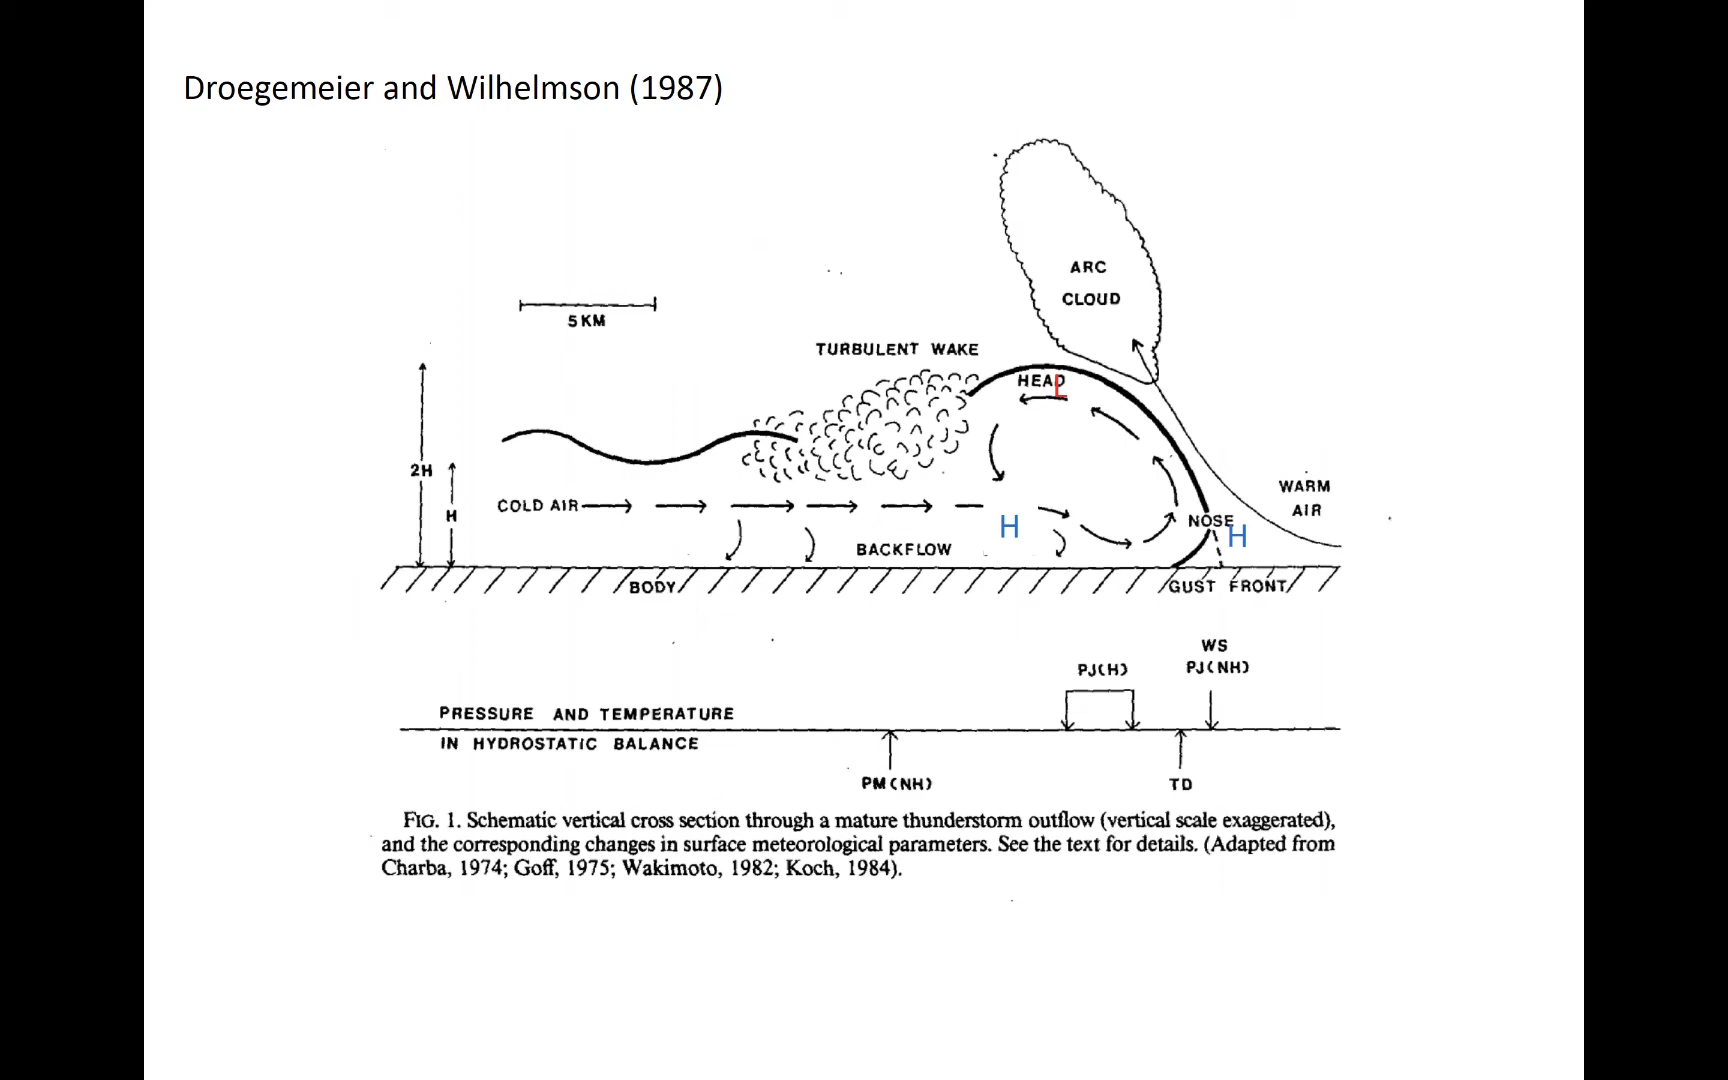 Droegemeier and Wilhelmson (1987)
ARC
CLOUD
5 KM
TURBULENT WAKE
HEAD
L
2H
H
COLD AIR
WARM
AIR
NOSE
H
H
BACKFLOW
BODY
GUST FRONT
WS
PJ(H) PJ(NH)
PRESSURE AND TEMPERATURE
IN HYDROSTATIC BALANCE
PM(NH) TD
FIG. 1. Schematic vertical cross section through a mature thunderstorm outflow (vertical scale exaggerated),
and the corresponding changes in surface meteorological parameters. See the text for details. (Adapted from
Charba, 1974; Goff, 1975; Wakimoto, 1982; Koch, 1984).